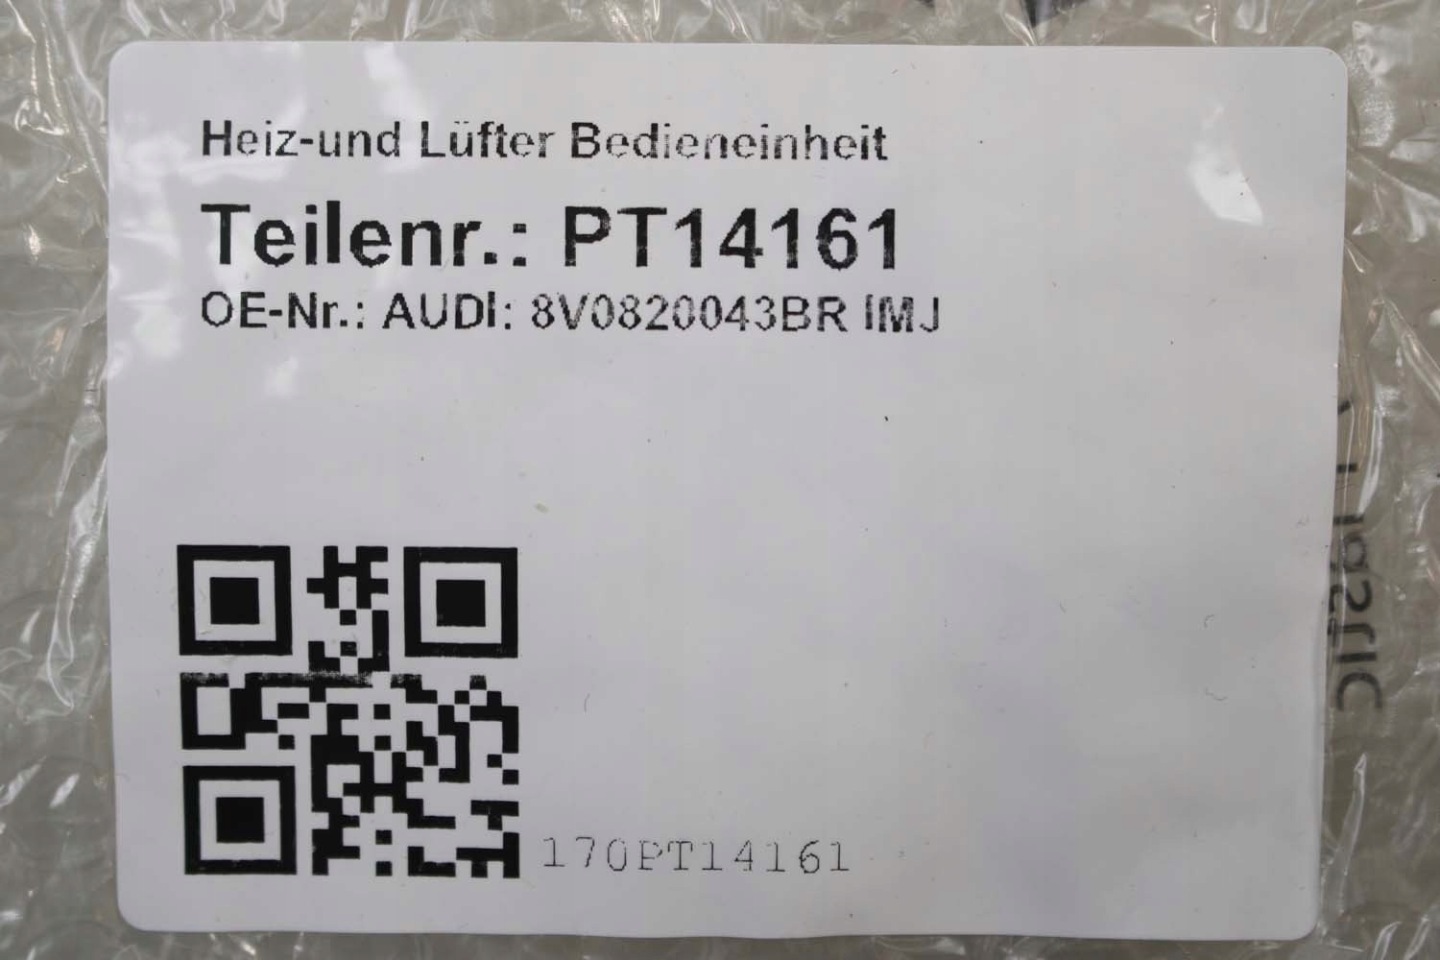 Heiz-und Lüfter Bedieneinheit
Teilenr.: PT14161
OE-Nr.: AUDI: 8V0820043BR IMJ
170PT14161